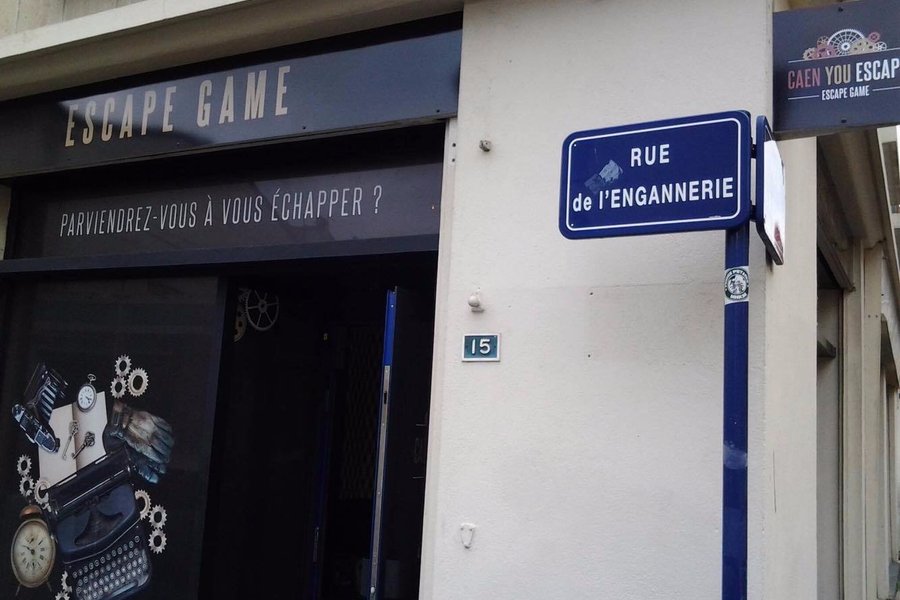 ESCAPE GAME
PARVIENDREZ-VOUS À VOUS ÉCHAPPER ?
15
RUE
de l'ENGANNERIE
CAEN YOU ESCAP
ESCAPE GAME